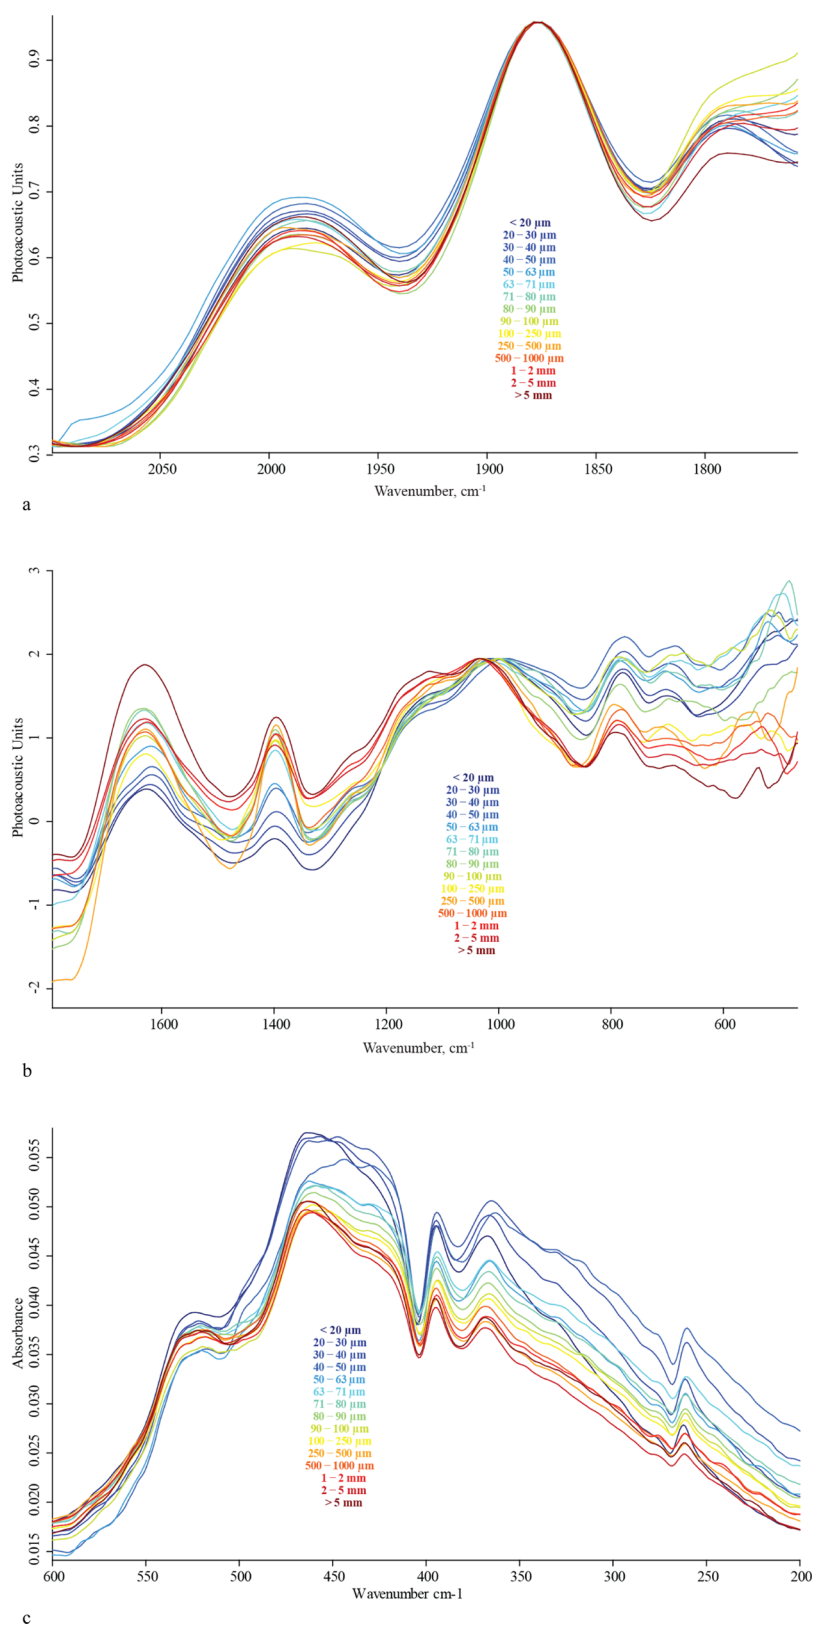 0.9
0.8
0.7
0.6
0.5
0.4
0.3
Photoacoustic Units
< 20 µm
20 – 30 µm
30 – 40 µm
40 – 50 µm
50 – 63 µm
63 – 71 µm
71 – 80 µm
80 – 90 µm
90 – 100 µm
100 – 250 µm
250 – 500 µm
500 – 1000 µm
1 – 2 mm
2 – 5 mm
> 5 mm
2050 2000 1950 1900 1850 1800
Wavenumber, cm⁻¹
a
3
2
1
0
-1
-2
Photoacoustic Units
< 20 µm
20 – 30 µm
30 – 40 µm
40 – 50 µm
50 – 63 µm
63 – 71 µm
71 – 80 µm
80 – 90 µm
90 – 100 µm
100 – 250 µm
250 – 500 µm
500 – 1000 µm
1 – 2 mm
2 – 5 mm
> 5 mm
1600 1400 1200 1000 800 600
Wavenumber, cm⁻¹
b
0.055
0.050
0.045
0.040
0.035
0.030
0.025
0.020
0.015
Absorbance
< 20 µm
20 – 30 µm
30 – 40 µm
40 – 50 µm
50 – 63 µm
63 – 71 µm
71 – 80 µm
80 – 90 µm
90 – 100 µm
100 – 250 µm
250 – 500 µm
500 – 1000 µm
1 – 2 mm
2 – 5 mm
> 5 mm
600 550 500 450 400 350 300 250 200
Wavenumber cm-1
c